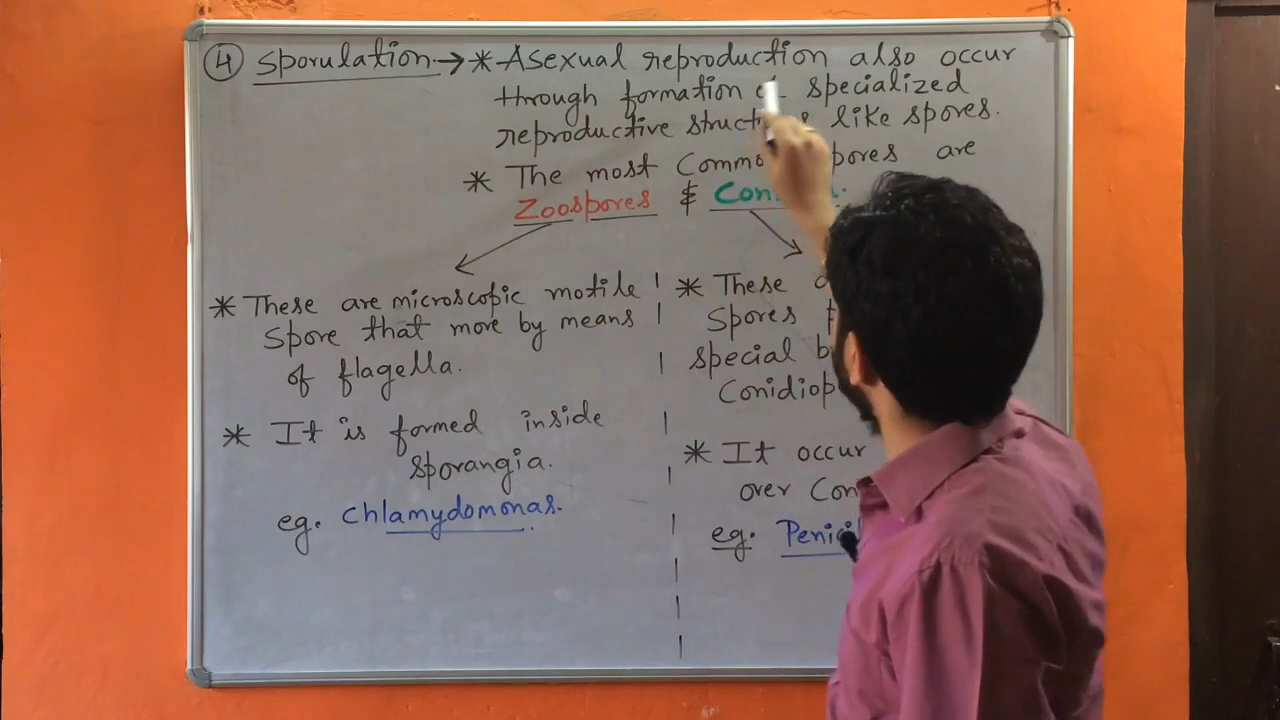 4 Sporulation → * Asexual reproduction also occur
through formation specialized
reproductive like spores.
* The most are
Zoospores &
* These are microscopic motile
spore that move by means
of flagella.
* It is formed inside
sporangia.
eg. Chlamydomonas.
* These
Spores
special
* It occur
over
eg.